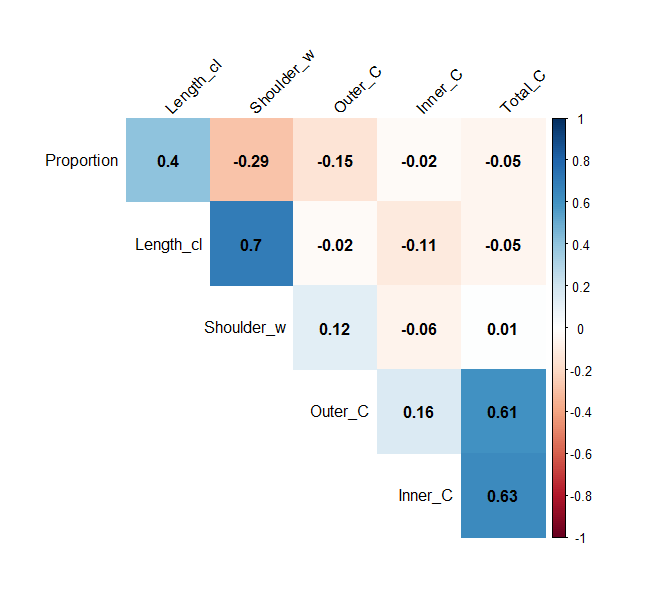 Length_cl Shoulder_w Outer_C Inner_C Total_C
Proportion 0.4 -0.29 -0.15 -0.02 -0.05
Length_cl 0.7 -0.02 -0.11 -0.05
Shoulder_w 0.12 -0.06 0.01
Outer_C 0.16 0.61
Inner_C 0.63
1
0.8
0.6
0.4
0.2
0
-0.2
-0.4
-0.6
-0.8
-1